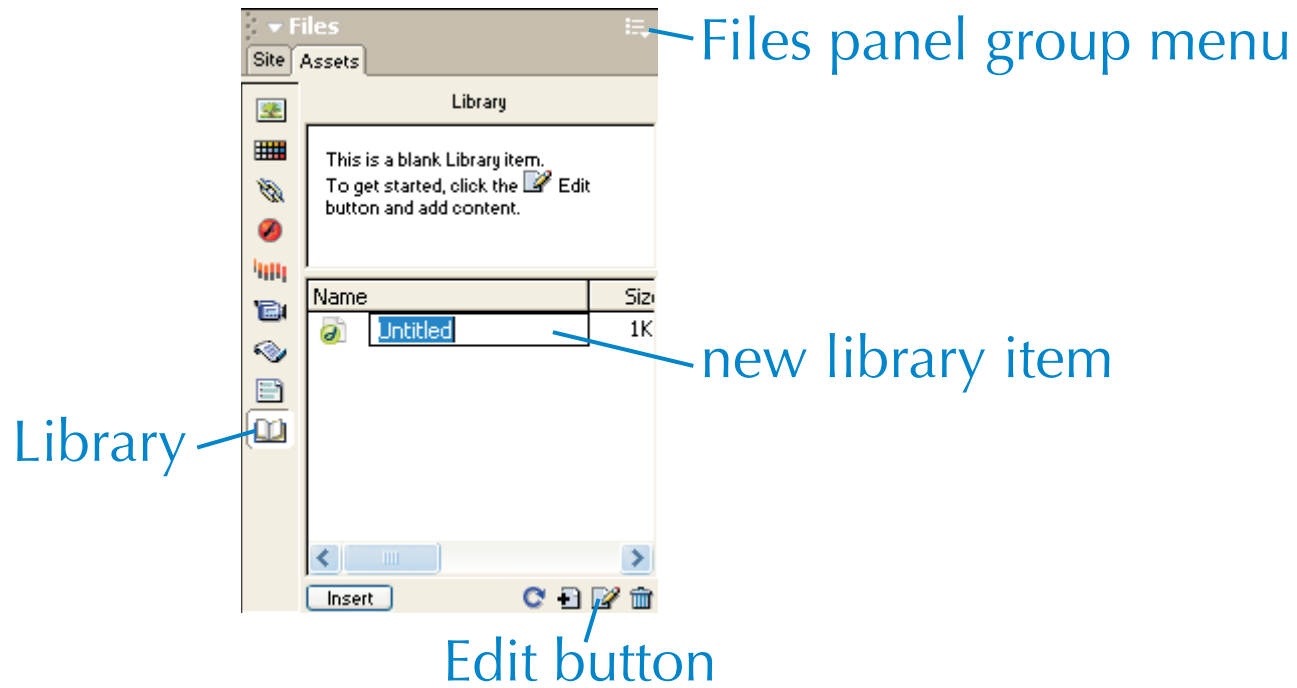 Files
Files panel group menu
Site Assets
Library
This is a blank Library item.
To get started, click the Edit
button and add content.
Name Size
Untitled 1K
new library item
Library
Insert
Edit button